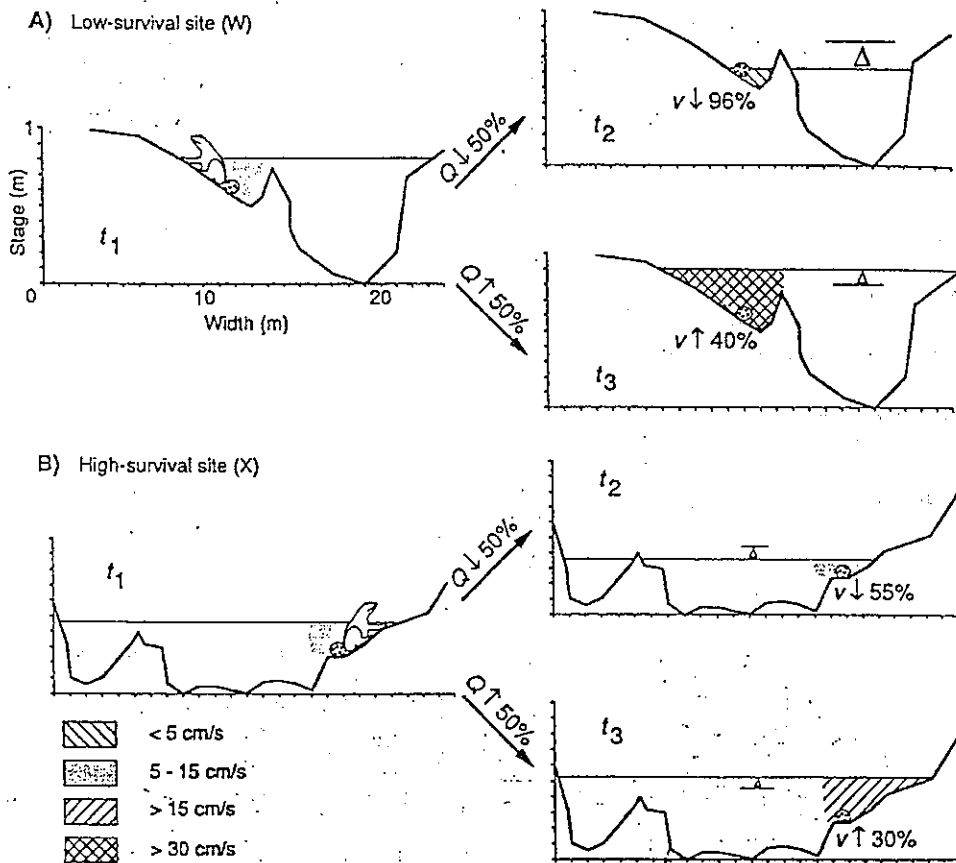 A) Low-survival site (W)
Stage (m)
1
0
10
20
Width (m)
t1
Q ↓ 50%
t2
v ↓ 96%
Q ↑ 50%
t3
v ↑ 40%
B) High-survival site (X)
t1
Q ↓ 50%
t2
v ↓ 55%
Q ↑ 50%
t3
v ↑ 30%
< 5 cm/s
5 - 15 cm/s
> 15 cm/s
> 30 cm/s